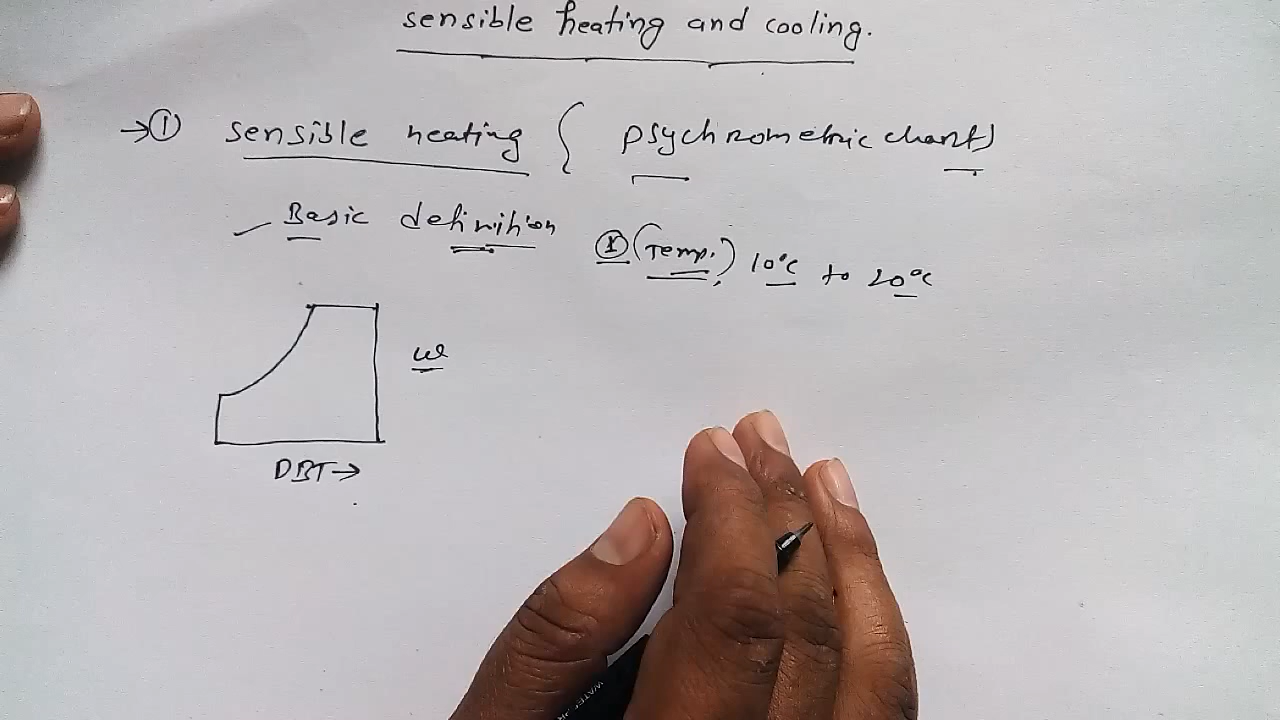 sensible heating and cooling.
→① sensible heating { psychrometric chart)
Basic definition
① (Temp.) 10°C to 20°C
ω
DBT→